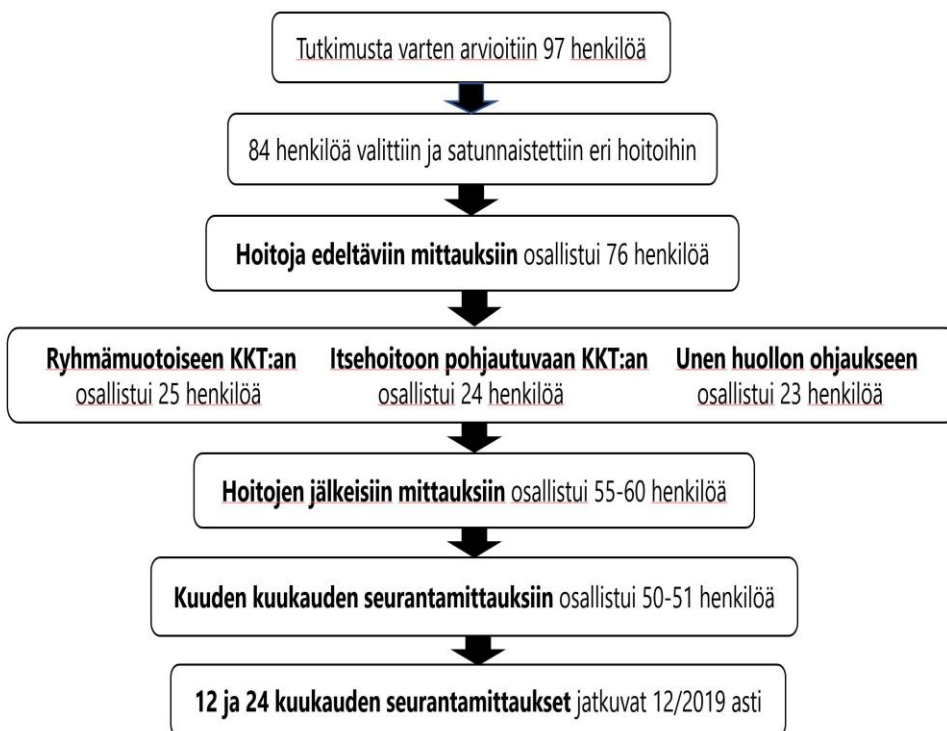 Tutkimusta varten arvioitiin 97 henkilöä
84 henkilöä valittiin ja satunnaistettiin eri hoitoihin
Hoitoja edeltäviin mittauksiin osallistui 76 henkilöä
Ryhmämuotoiseen KKT:an
osallistui 25 henkilöä
Itsehoitoon pohjautuvaan KKT:an
osallistui 24 henkilöä
Unen huollon ohjaukseen
osallistui 23 henkilöä
Hoitojen jälkeisiin mittauksiin osallistui 55-60 henkilöä
Kuuden kuukauden seurantamittauksiin osallistui 50-51 henkilöä
12 ja 24 kuukauden seurantamittaukset jatkuvat 12/2019 asti